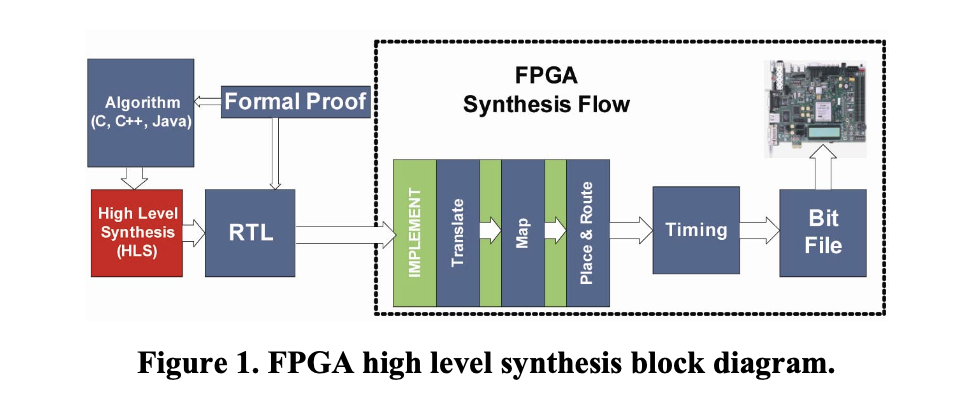 Algorithm
(C, C++, Java)
Formal Proof
High Level
Synthesis
(HLS)
RTL
FPGA
Synthesis Flow
IMPLEMENT
Translate
Map
Place & Route
Timing
Bit
File
Figure 1. FPGA high level synthesis block diagram.